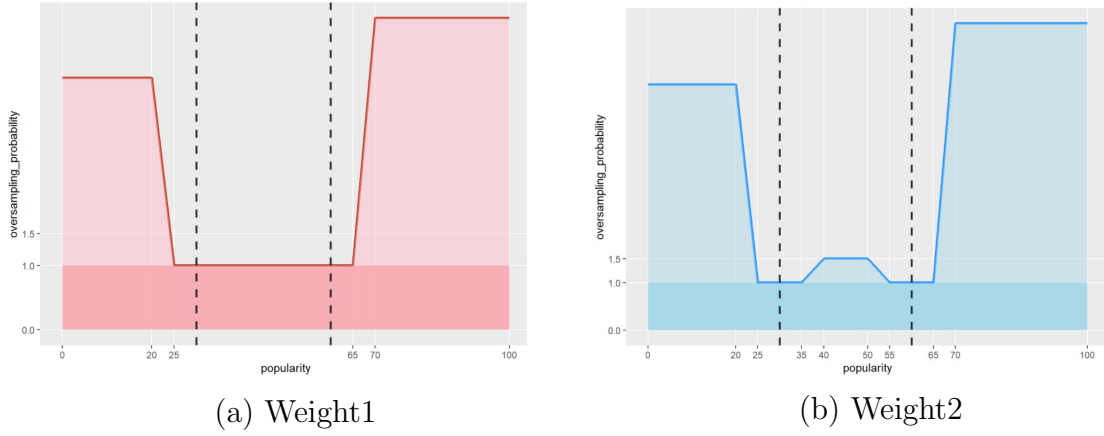 oversampling_probability
1.5
1.0
0.0
0 20 25 65 70 100
popularity
(a) Weight1
oversampling_probability
1.5
1.0
0.0
0 20 25 35 40 50 55 65 70 100
popularity
(b) Weight2